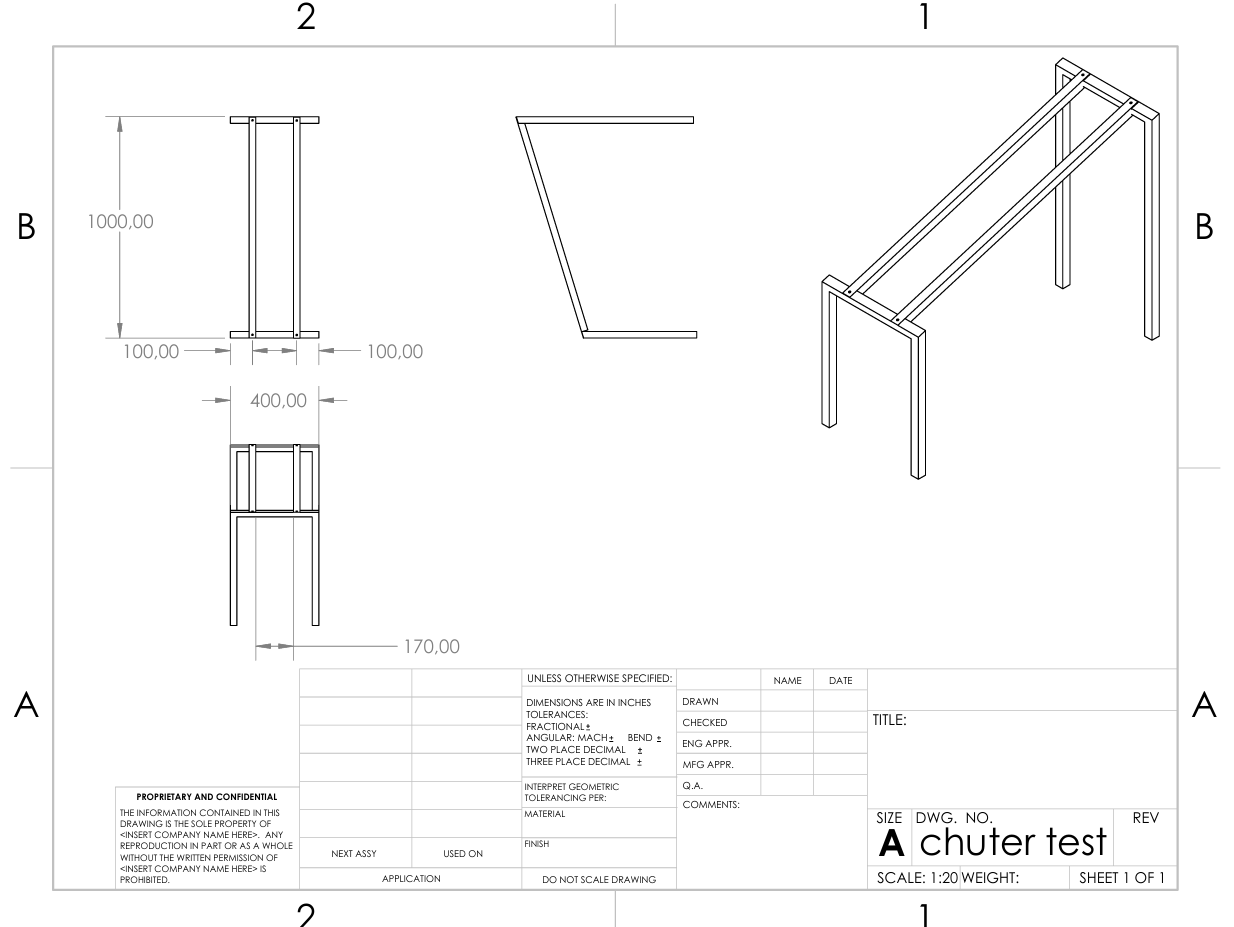 2
1
B
B
1000,00
100,00
100,00
400,00
170,00
A
A
UNLESS OTHERWISE SPECIFIED:
DIMENSIONS ARE IN INCHES
TOLERANCES:
FRACTIONAL±
ANGULAR: MACH± BEND ±
TWO PLACE DECIMAL ±
THREE PLACE DECIMAL ±
INTERPRET GEOMETRIC
TOLERANCING PER:
MATERIAL
FINISH
DO NOT SCALE DRAWING
NAME DATE
DRAWN
CHECKED
ENG APPR.
MFG APPR.
Q.A.
COMMENTS:
TITLE:
SIZE DWG. NO. REV
A chuter test
SCALE: 1:20 WEIGHT: SHEET 1 OF 1
PROPRIETARY AND CONFIDENTIAL
THE INFORMATION CONTAINED IN THIS
DRAWING IS THE SOLE PROPERTY OF
<INSERT COMPANY NAME HERE>. ANY
REPRODUCTION IN PART OR AS A WHOLE
WITHOUT THE WRITTEN PERMISSION OF
<INSERT COMPANY NAME HERE> IS
PROHIBITED.
NEXT ASSY USED ON
APPLICATION
2
1